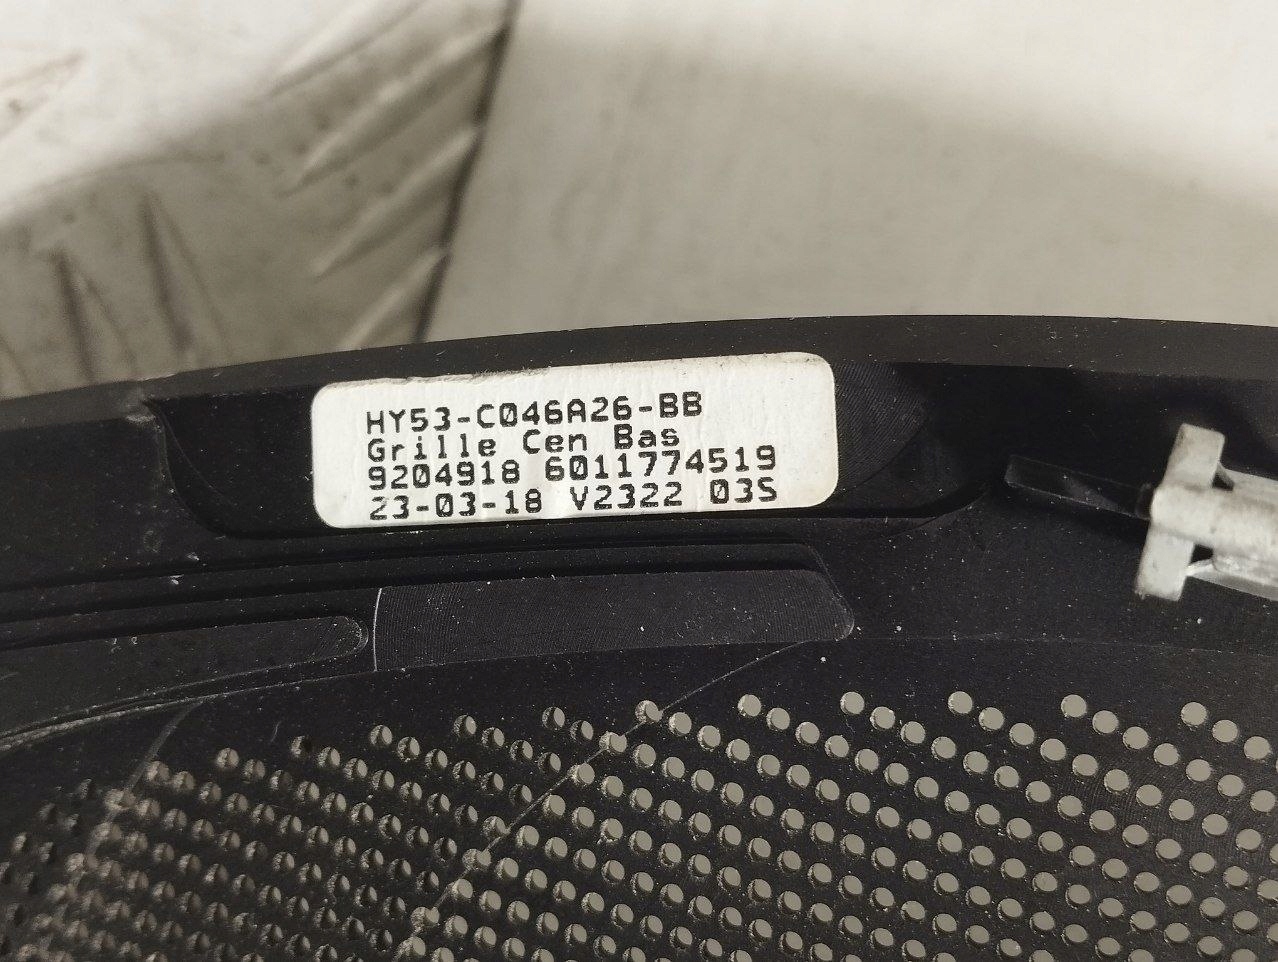 HY53-C046A26-BB
Grille Cen Bas
9204918 6011774519
23-03-18 V2322 03S